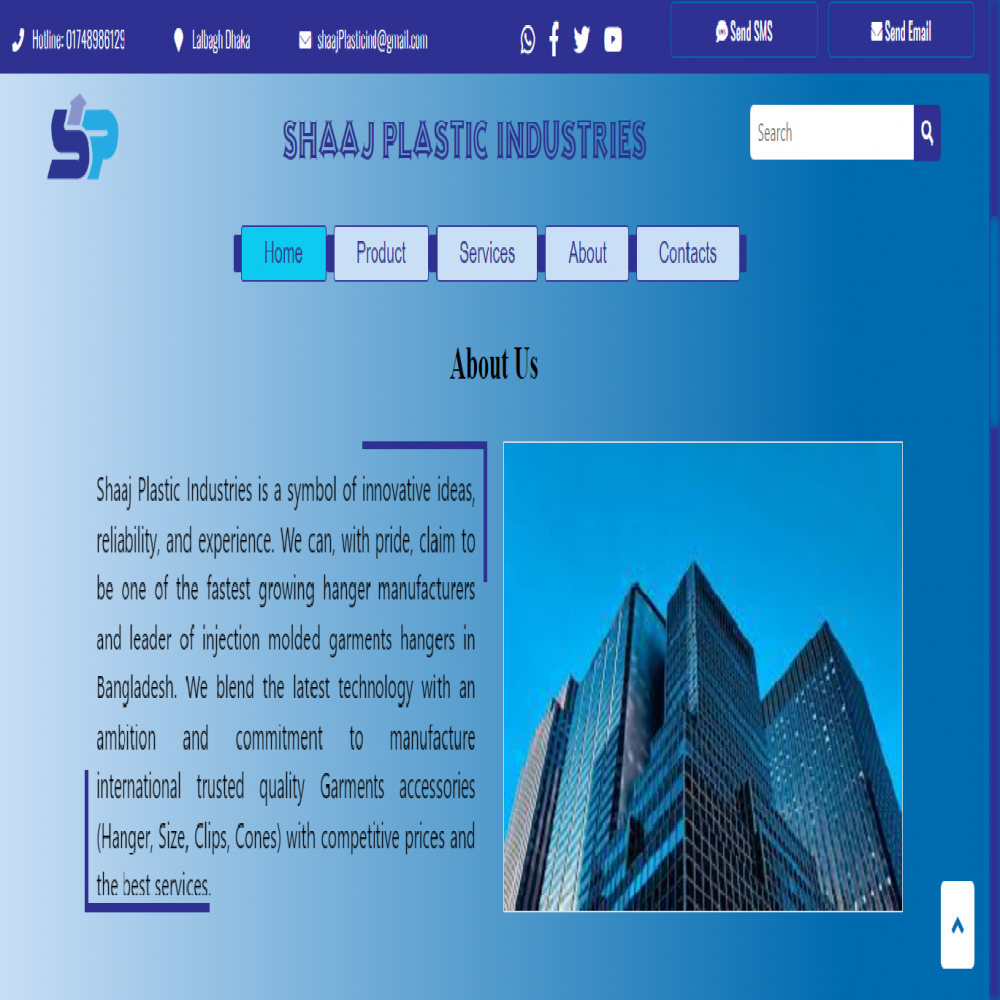 Hotline: 01748986129
Lalbagh Dhaka
shaajPlasticind@gmail.com
SMS
Send SMS
Send Email
SP
SHAAJ PLASTIC INDUSTRIES
Search
Home
Product
Services
About
Contacts
About Us
Shaaj Plastic Industries is a symbol of innovative ideas,
reliability, and experience. We can, with pride, claim to
be one of the fastest growing hanger manufacturers
and leader of injection molded garments hangers in
Bangladesh. We blend the latest technology with an
ambition and commitment to manufacture
international trusted quality Garments accessories
(Hanger, Size, Clips, Cones) with competitive prices and
the best services.